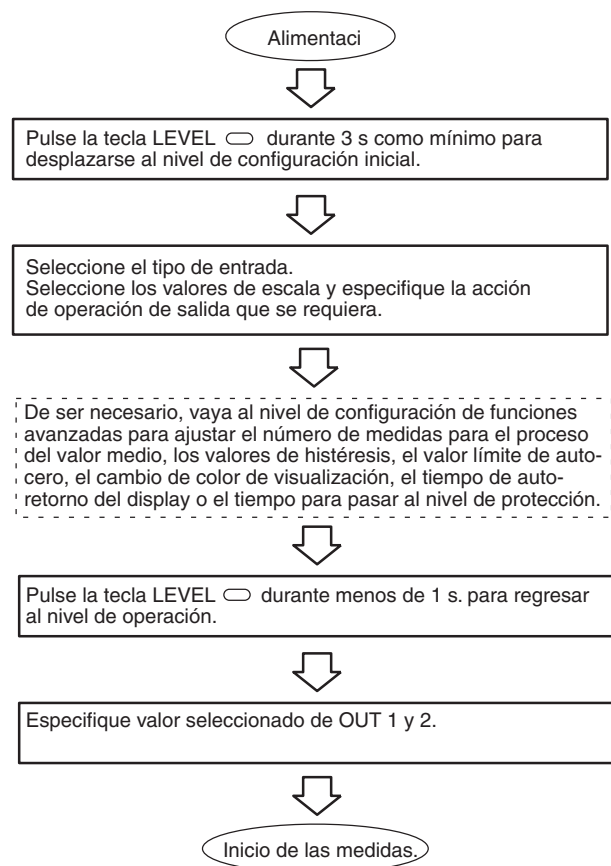 Alimentaci
Pulse la tecla LEVEL durante 3 s como mínimo para
desplazarse al nivel de configuración inicial.
Seleccione el tipo de entrada.
Seleccione los valores de escala y especifique la acción
de operación de salida que se requiera.
De ser necesario, vaya al nivel de configuración de funciones
avanzadas para ajustar el número de medidas para el proceso
del valor medio, los valores de histéresis, el valor límite de auto-
cero, el cambio de color de visualización, el tiempo de auto-
retorno del display o el tiempo para pasar al nivel de protección.
Pulse la tecla LEVEL durante menos de 1 s. para regresar
al nivel de operación.
Especifique valor seleccionado de OUT 1 y 2.
Inicio de las medidas.